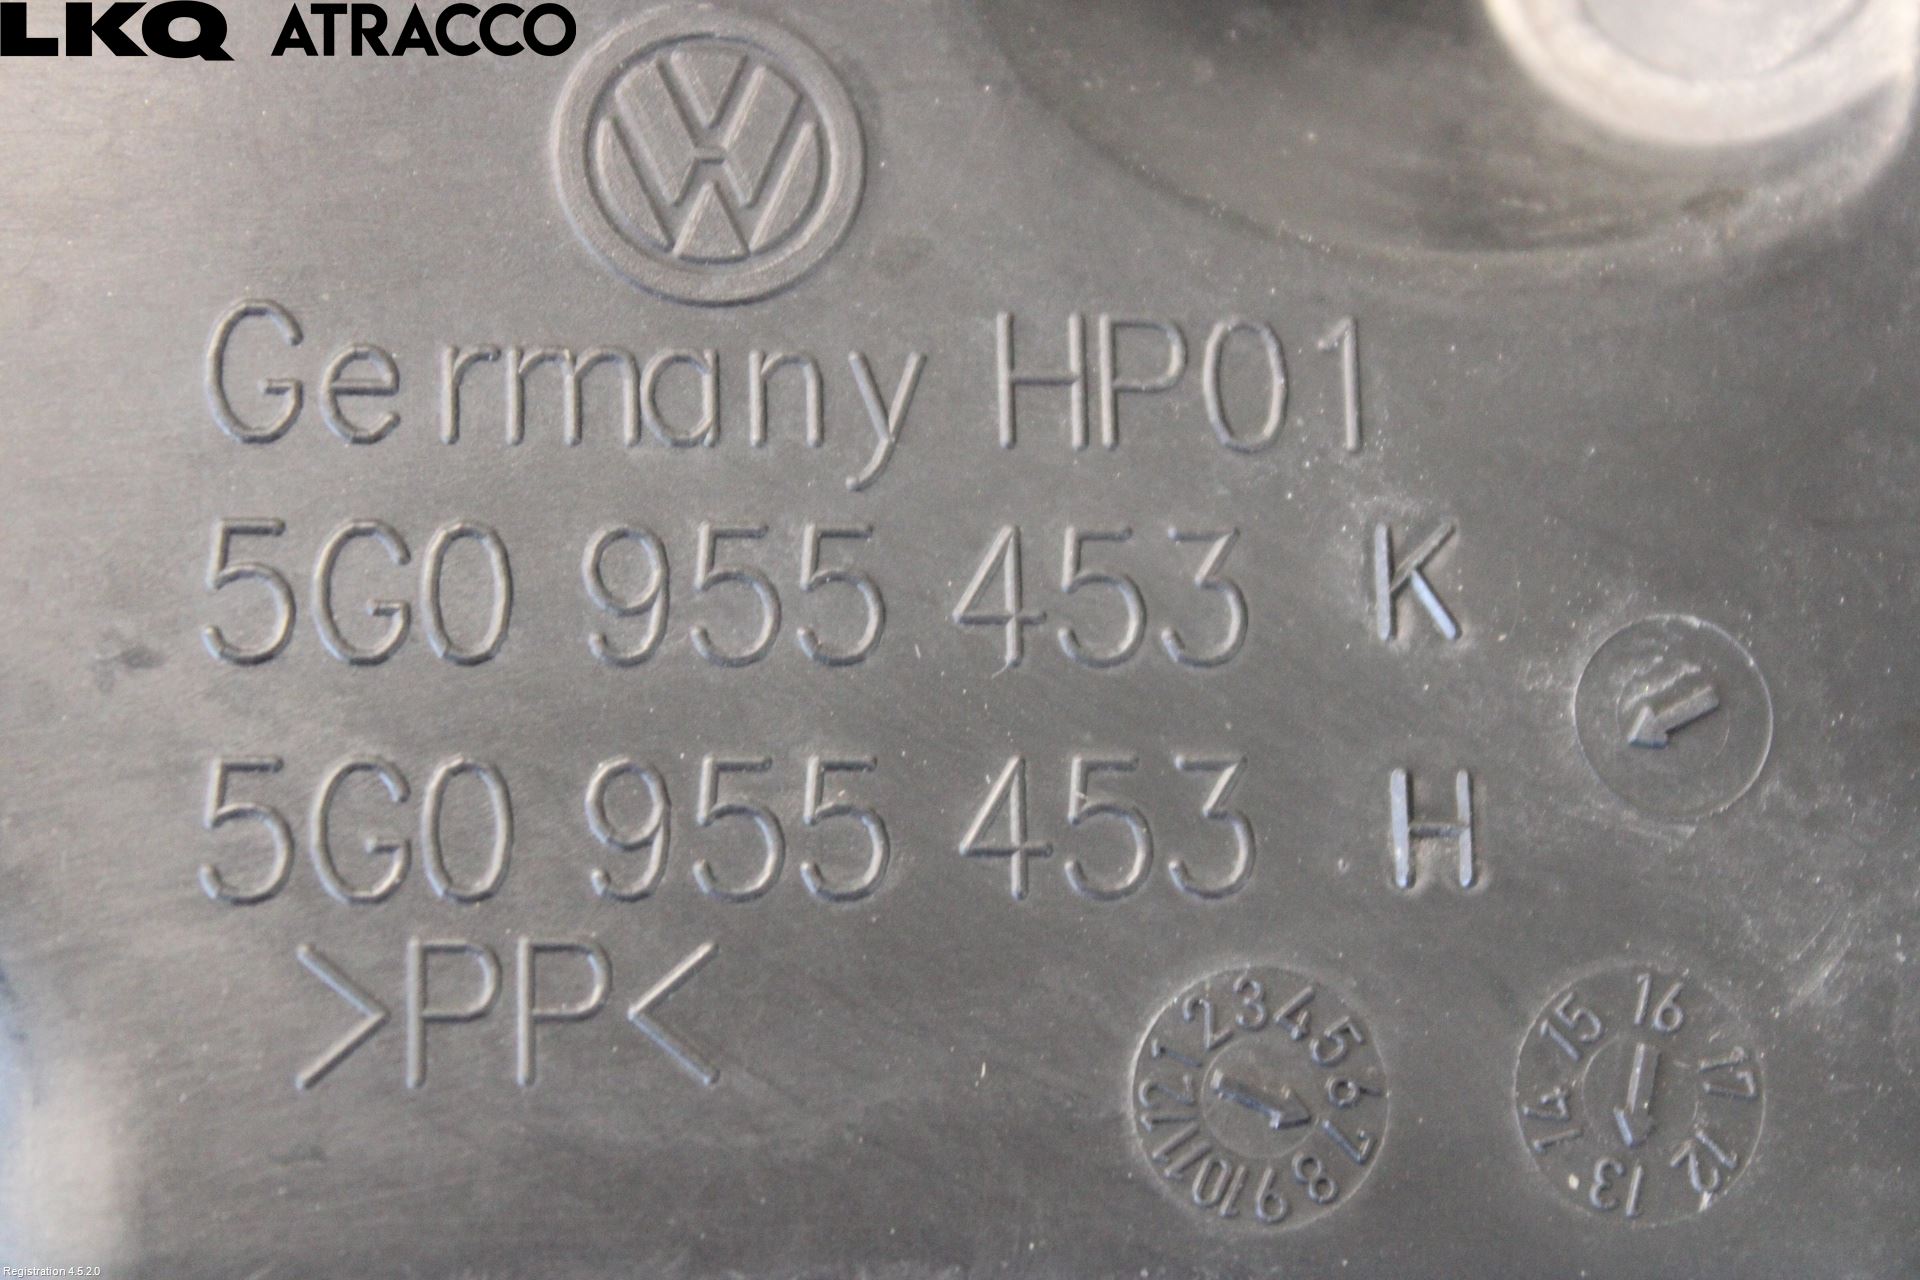 LKQ ATRACCO
Germany HP01
5G0 955 453 K
5G0 955 453 H
>PP<
1 2 3 4 5 6 7 8 9 10 11 12
12 13 14 15 16 17
Registration 4.5.2.0